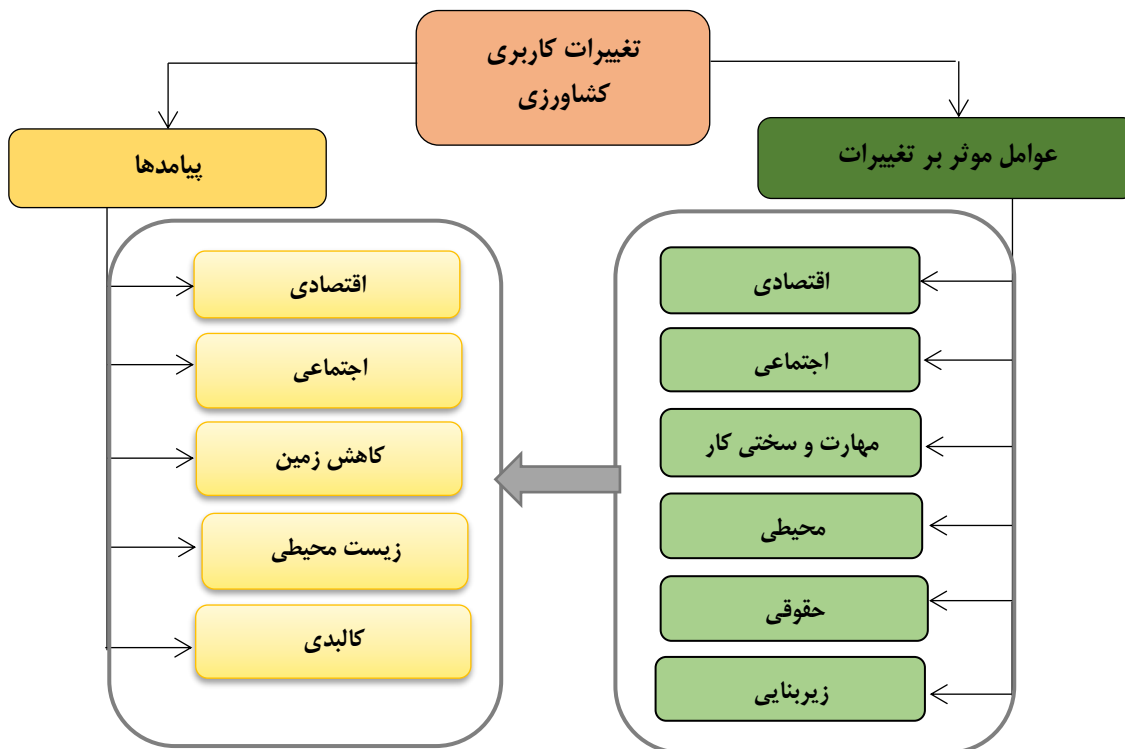 تغییرات کاربری
کشاورزی
عوامل موثر بر تغییرات
پیامدها
اقتصادی
اجتماعی
مهارت و سختی کار
محیطی
حقوقی
زیربنایی
اقتصادی
اجتماعی
کاهش زمین
زیست محیطی
کالبدی